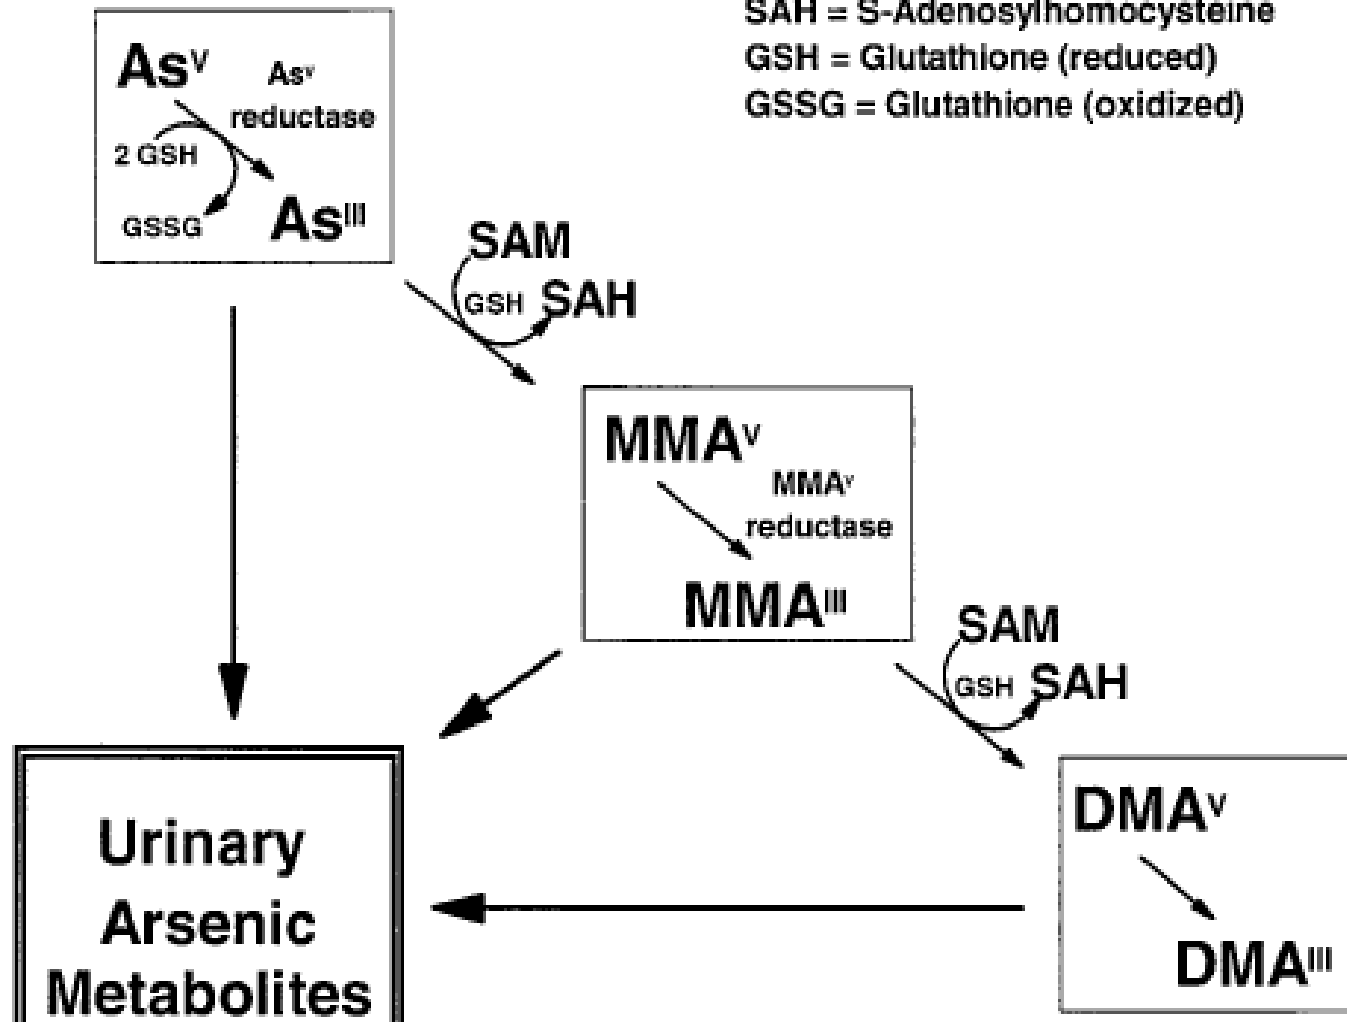 SAH = S-Adenosylhomocysteine
GSH = Glutathione (reduced)
GSSG = Glutathione (oxidized)
Asⱽ
Asⱽ
reductase
2 GSH
GSSG
Asᴵᴵᴵ
SAM
GSH SAH
MMAⱽ
MMAⱽ
reductase
MMAᴵᴵᴵ
SAM
GSH SAH
DMAⱽ
DMAᴵᴵᴵ
Urinary
Arsenic
Metabolites